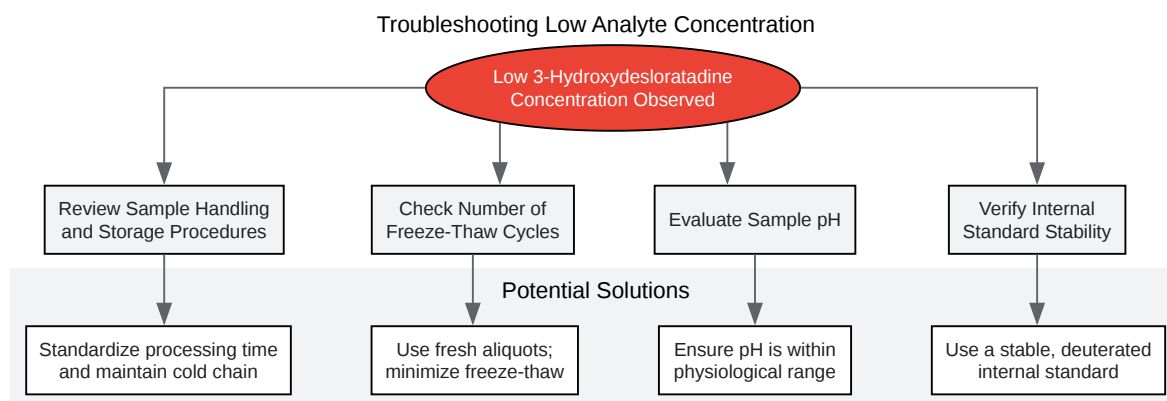 Troubleshooting Low Analyte Concentration
Low 3-Hydroxydesloratadine
Concentration Observed
Review Sample Handling
and Storage Procedures
Check Number of
Freeze-Thaw Cycles
Evaluate Sample pH
Verify Internal
Standard Stability
Potential Solutions
Standardize processing time
and maintain cold chain
Use fresh aliquots;
minimize freeze-thaw
Ensure pH is within
physiological range
Use a stable, deuterated
internal standard